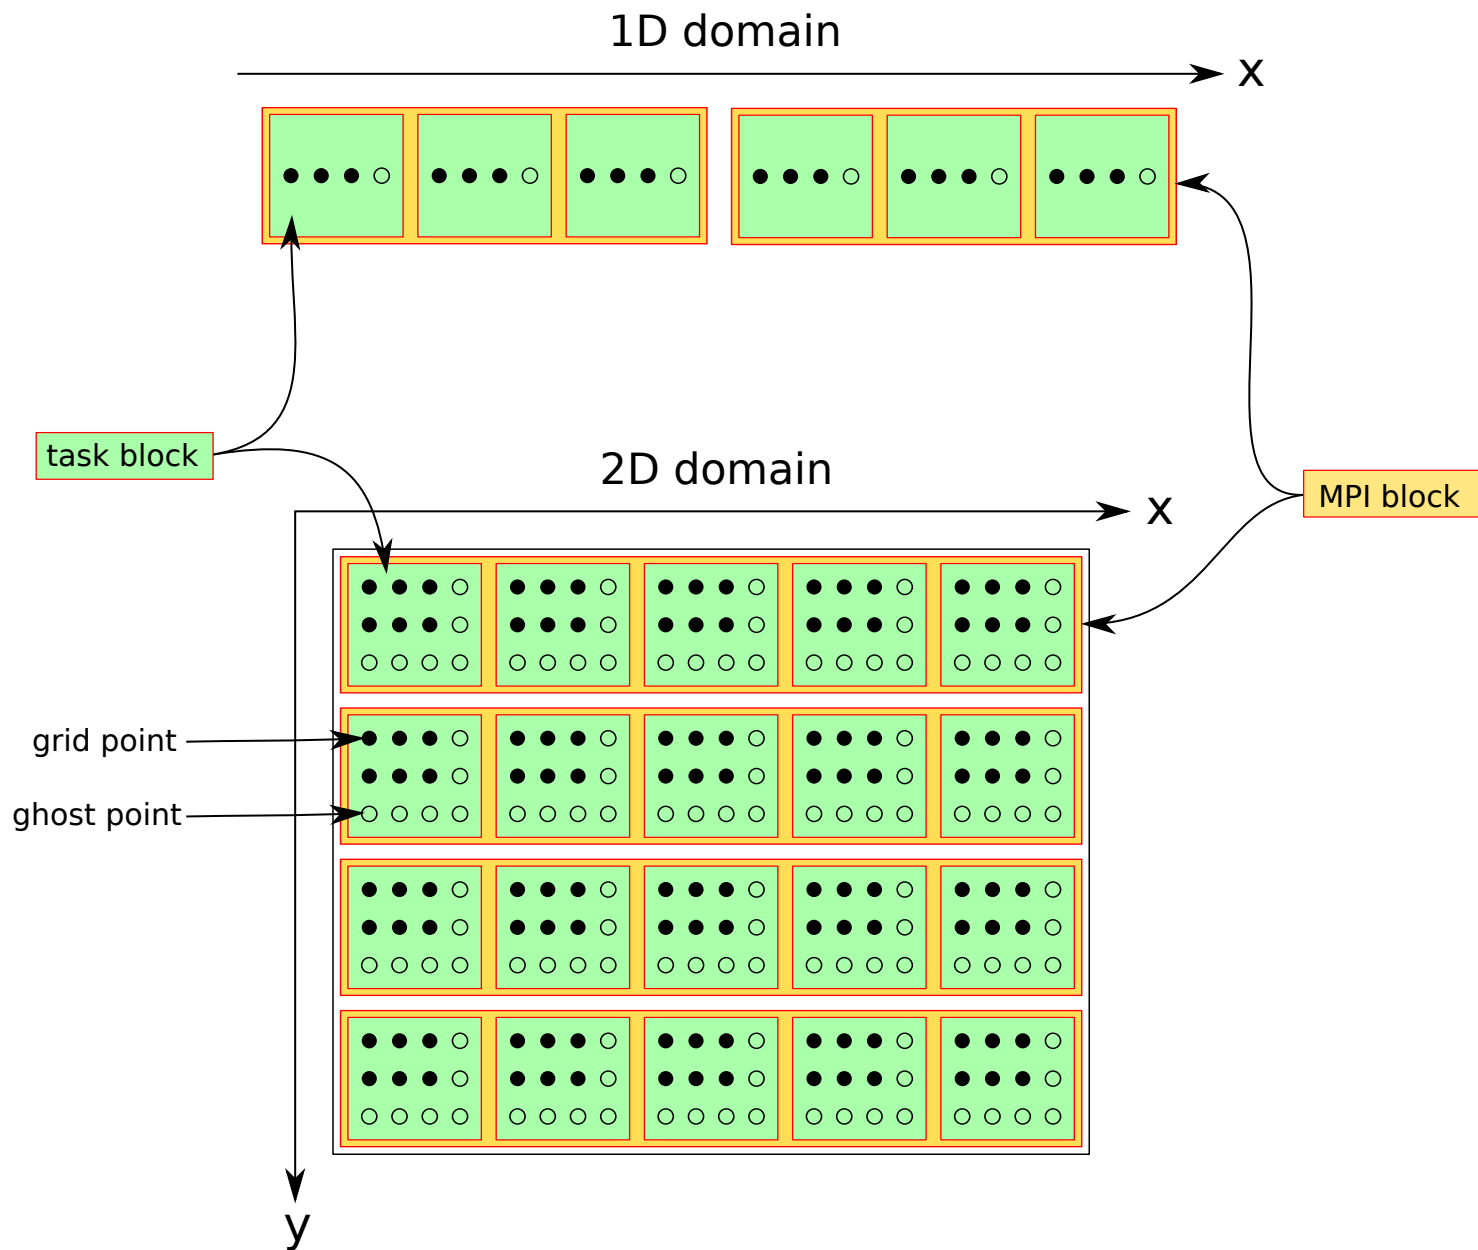 1D domain
x
task block
2D domain
x
MPI block
grid point
ghost point
y